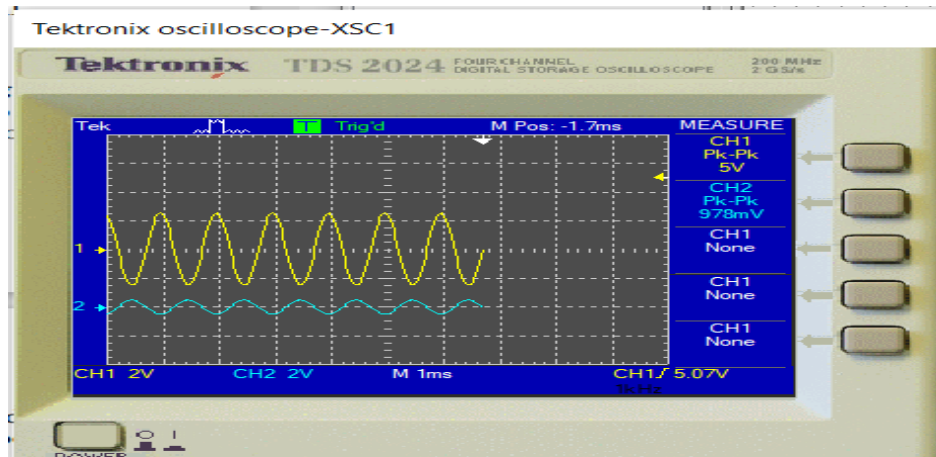 Tektronix oscilloscope-XSC1
Tektronix TDS 2024 FOUR CHANNEL DIGITAL STORAGE OSCILLOSCOPE 200 MHz 2 GS/s
Tek T Trig'd M Pos: -1.7ms MEASURE
CH1
Pk-Pk
5V
CH2
Pk-Pk
978mV
1
CH1
None
CH1
None
2
CH1
None
CH1 2V CH2 2V M 1ms CH1 5.07V
1kHz
POWER